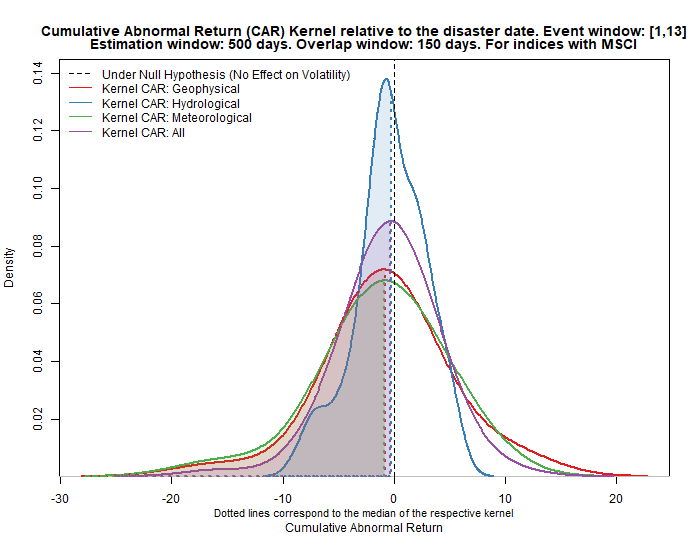 Cumulative Abnormal Return (CAR) Kernel relative to the disaster date. Event window: [1,13]
Estimation window: 500 days. Overlap window: 150 days. For indices with MSCI
Under Null Hypothesis (No Effect on Volatility)
Kernel CAR: Geophysical
Kernel CAR: Hydrological
Kernel CAR: Meteorological
Kernel CAR: All
Density
0.14
0.12
0.10
0.08
0.06
0.04
0.02
-30 -20 -10 0 10 20
Dotted lines correspond to the median of the respective kernel
Cumulative Abnormal Return